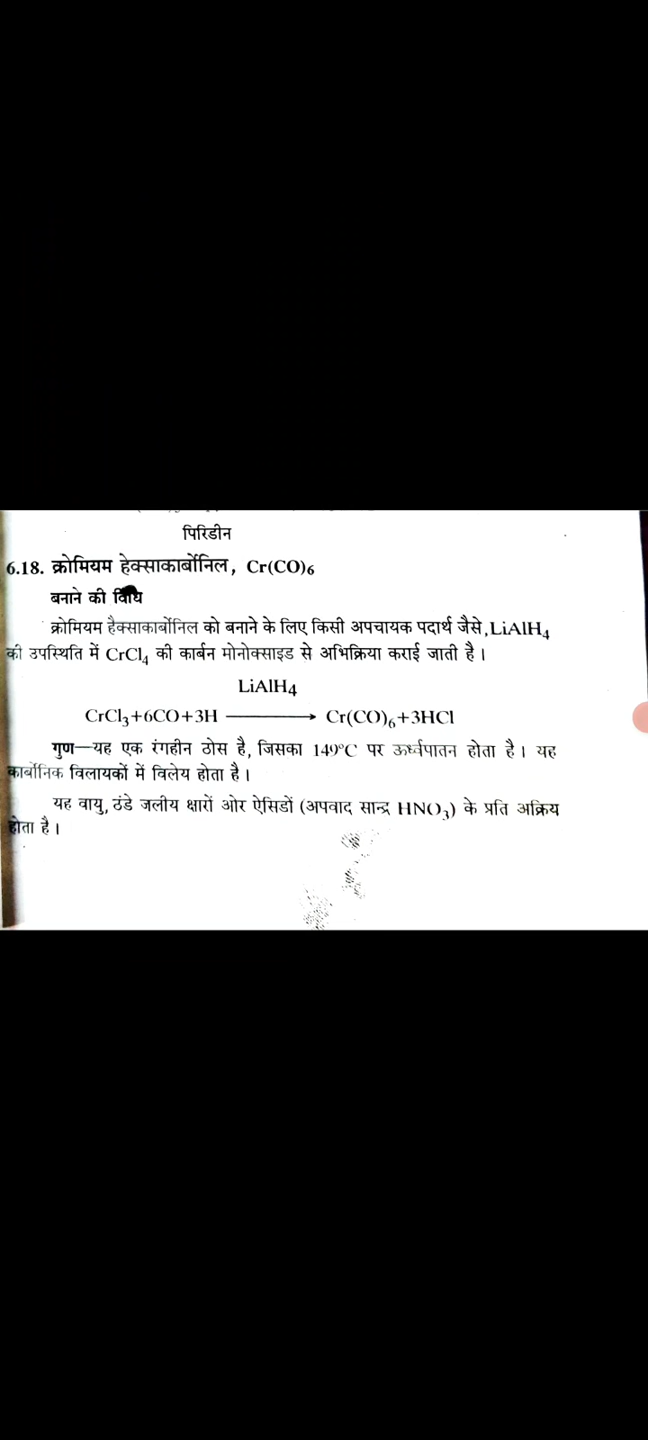 पिरिडीन
6.18. क्रोमियम हेक्साकार्बोनिल, Cr(CO)₆
बनाने की विधि
क्रोमियम हैक्साकार्बोनिल को बनाने के लिए किसी अपचायक पदार्थ जैसे, LiAlH₄
की उपस्थिति में CrCl₄ की कार्बन मोनोक्साइड से अभिक्रिया कराई जाती है।
LiAlH₄
CrCl₃+6CO+3H ⟶ Cr(CO)₆+3HCl
गुण—यह एक रंगहीन ठोस है, जिसका 149°C पर ऊर्ध्वपातन होता है। यह
कार्बोनिक विलायकों में विलेय होता है।
यह वायु, ठंडे जलीय क्षारों ओर ऐसिडों (अपवाद सान्द्र HNO₃) के प्रति अक्रिय
होता है।